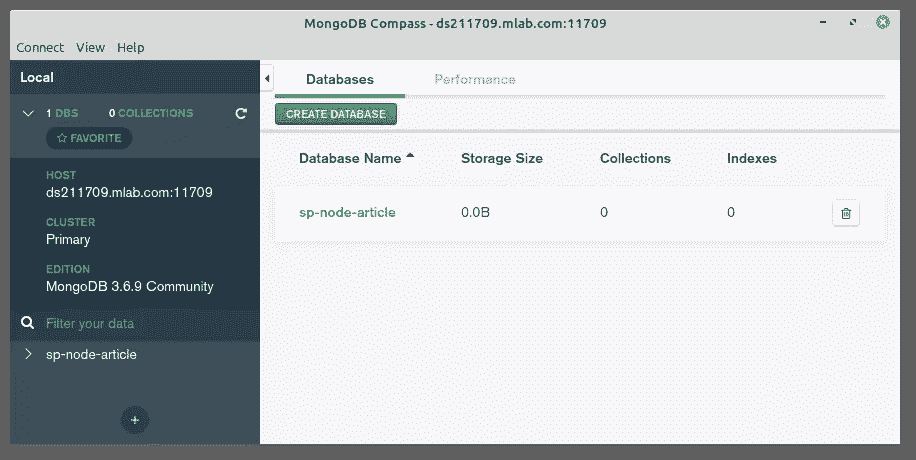 MongoDB Compass - ds211709.mlab.com:11709
Connect View Help
Local
1 DBS 0 COLLECTIONS
FAVORITE
HOST
ds211709.mlab.com:11709
CLUSTER
Primary
EDITION
MongoDB 3.6.9 Community
Filter your data
sp-node-article
Databases Performance
CREATE DATABASE
Database Name Storage Size Collections Indexes
sp-node-article 0.0B 0 0